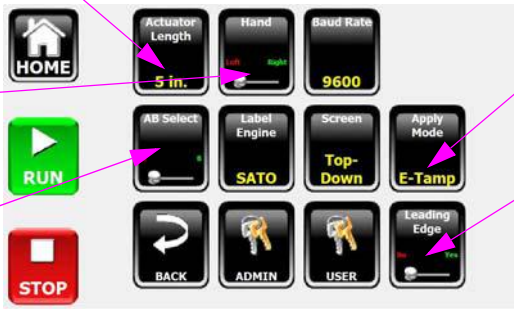 HOME
Actuator
Length
5 in.
Hand
Left Right
Baud Rate
9600
RUN
AB Select
B
Label
Engine
SATO
Screen
Top-
Down
Apply
Mode
E-Tamp
STOP
BACK
ADMIN
USER
Leading
Edge
No Yes